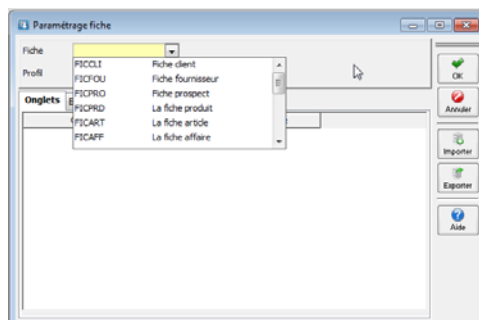 Paramétrage fiche
Fiche
Profil
FICCLI Fiche client
FICFOU Fiche fournisseur
FICPRO Fiche prospect
FICPRD La fiche produit
FICART La fiche article
FICAFF La fiche affaire
Onglets
OK
Annuler
Importer
Exporter
Aide